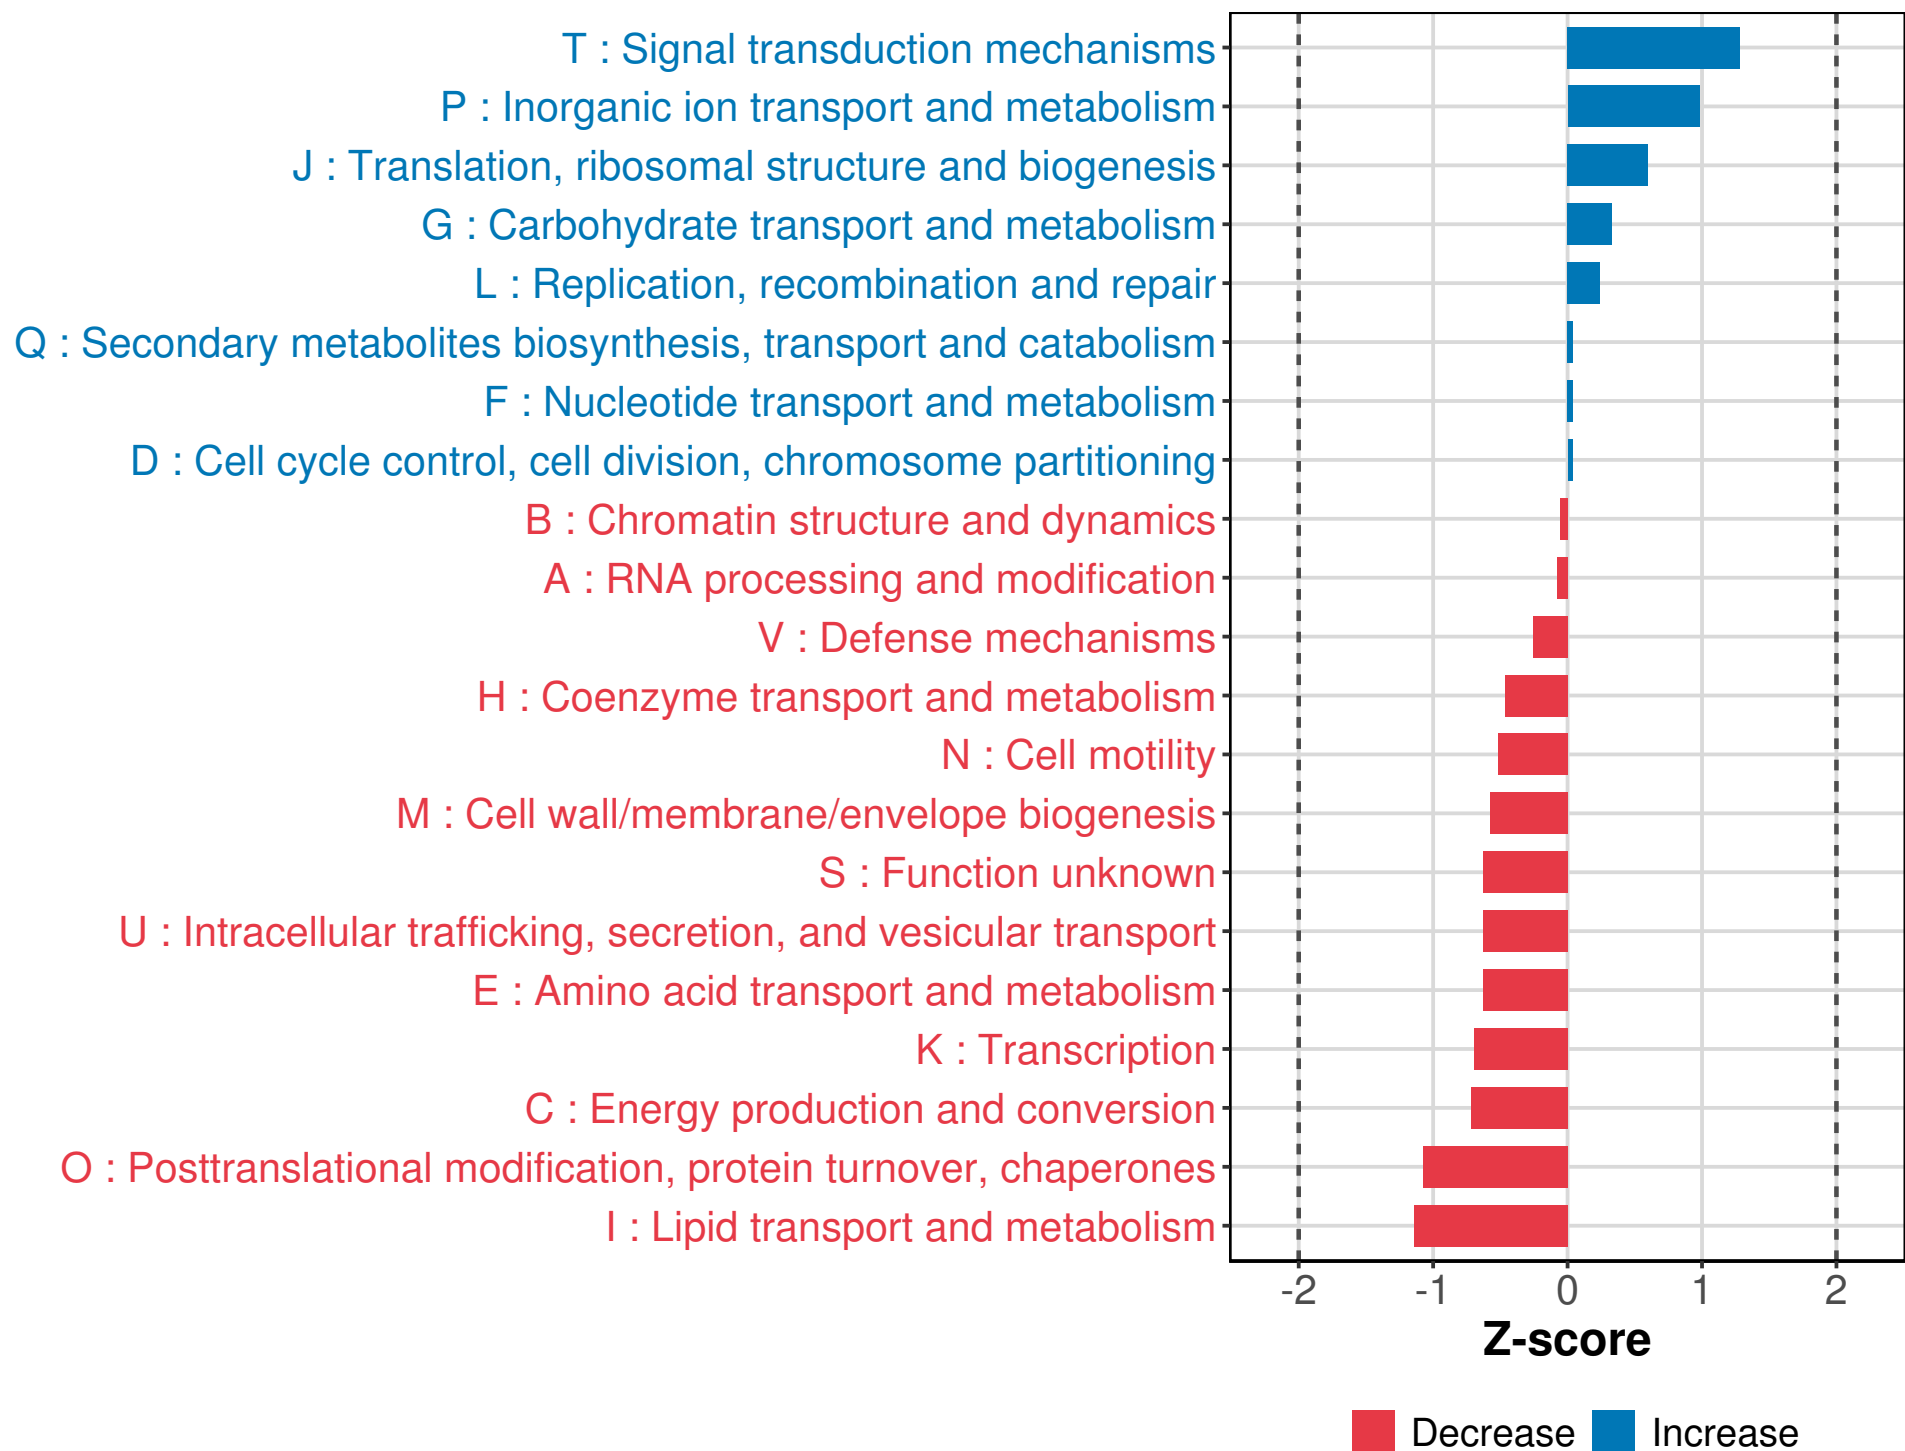 T : Signal transduction mechanisms
P : Inorganic ion transport and metabolism
J : Translation, ribosomal structure and biogenesis
G : Carbohydrate transport and metabolism
L : Replication, recombination and repair
Q : Secondary metabolites biosynthesis, transport and catabolism
F : Nucleotide transport and metabolism
D : Cell cycle control, cell division, chromosome partitioning
B : Chromatin structure and dynamics
A : RNA processing and modification
V : Defense mechanisms
H : Coenzyme transport and metabolism
N : Cell motility
M : Cell wall/membrane/envelope biogenesis
S : Function unknown
U : Intracellular trafficking, secretion, and vesicular transport
E : Amino acid transport and metabolism
K : Transcription
C : Energy production and conversion
O : Posttranslational modification, protein turnover, chaperones
I : Lipid transport and metabolism
-2 -1 0 1 2
Z-score
Decrease Increase